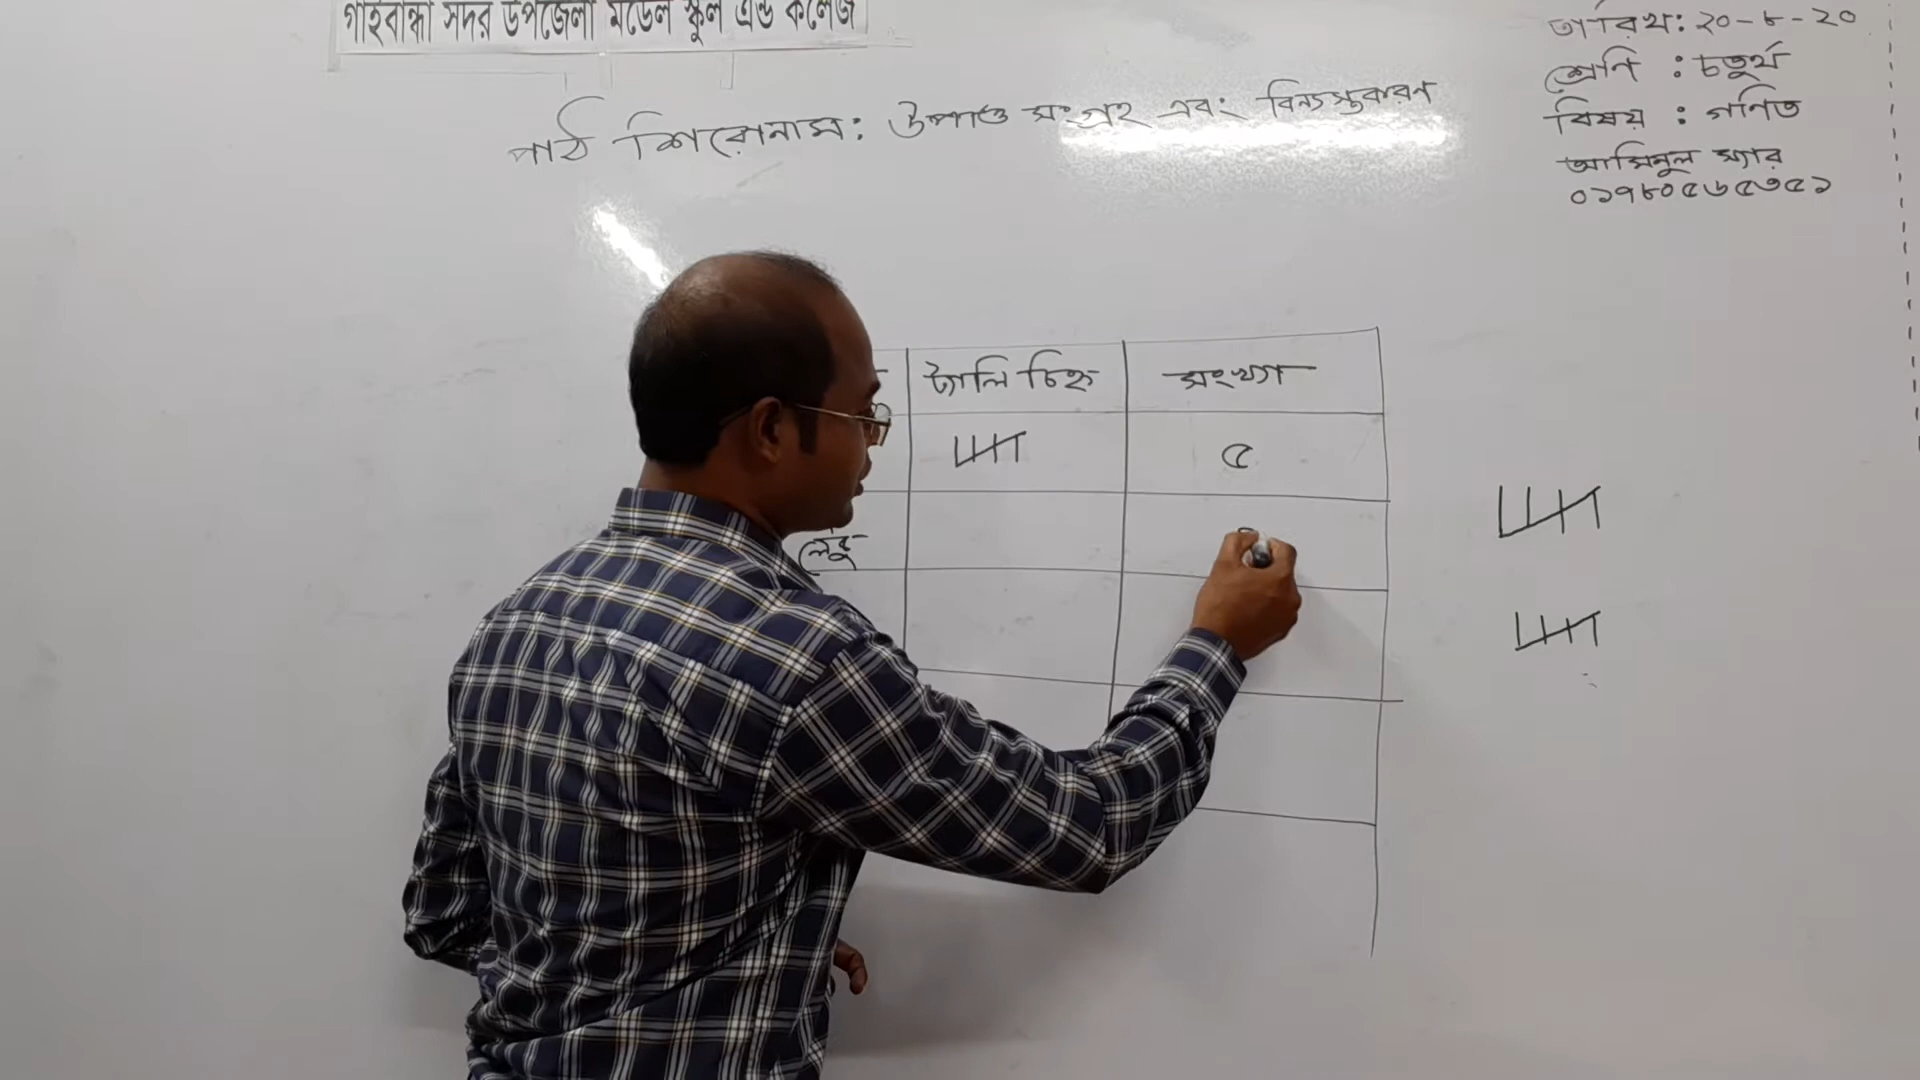 গাইবান্ধা সদর উপজেলা মডেল স্কুল এন্ড কলেজ
তারিখ: ২০-৮-২০
শ্রেণি : চতুর্থ
বিষয় : গণিত
আমিনুল স্যার
০১৭৮০৫৬৫৩৫১
পাঠ শিরোনাম: উপাত্ত সংগ্রহ এবং বিন্যস্তকরণ
ট্যালি চিহ্ন সংখ্যা
৫
লেবু